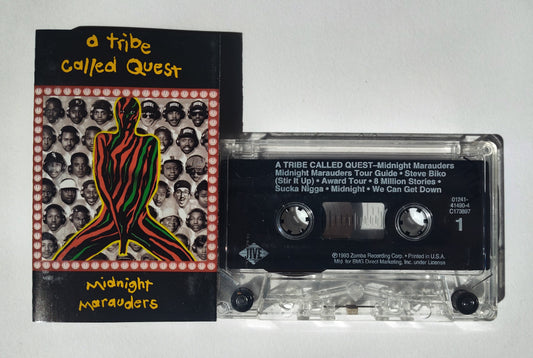 a tribe
called Quest
Midnight
Marauders
A TRIBE CALLED QUEST–Midnight Marauders
Midnight Marauders Tour Guide • Steve Biko
(Stir It Up) • Award Tour • 8 Million Stories •
Sucka Nigga • Midnight • We Can Get Down
01241-
41490-4
C173897
1
JIVE
℗1993 Zomba Recording Corp. • Printed in U.S.A.
Mfd. for BMG Direct Marketing, Inc. under License